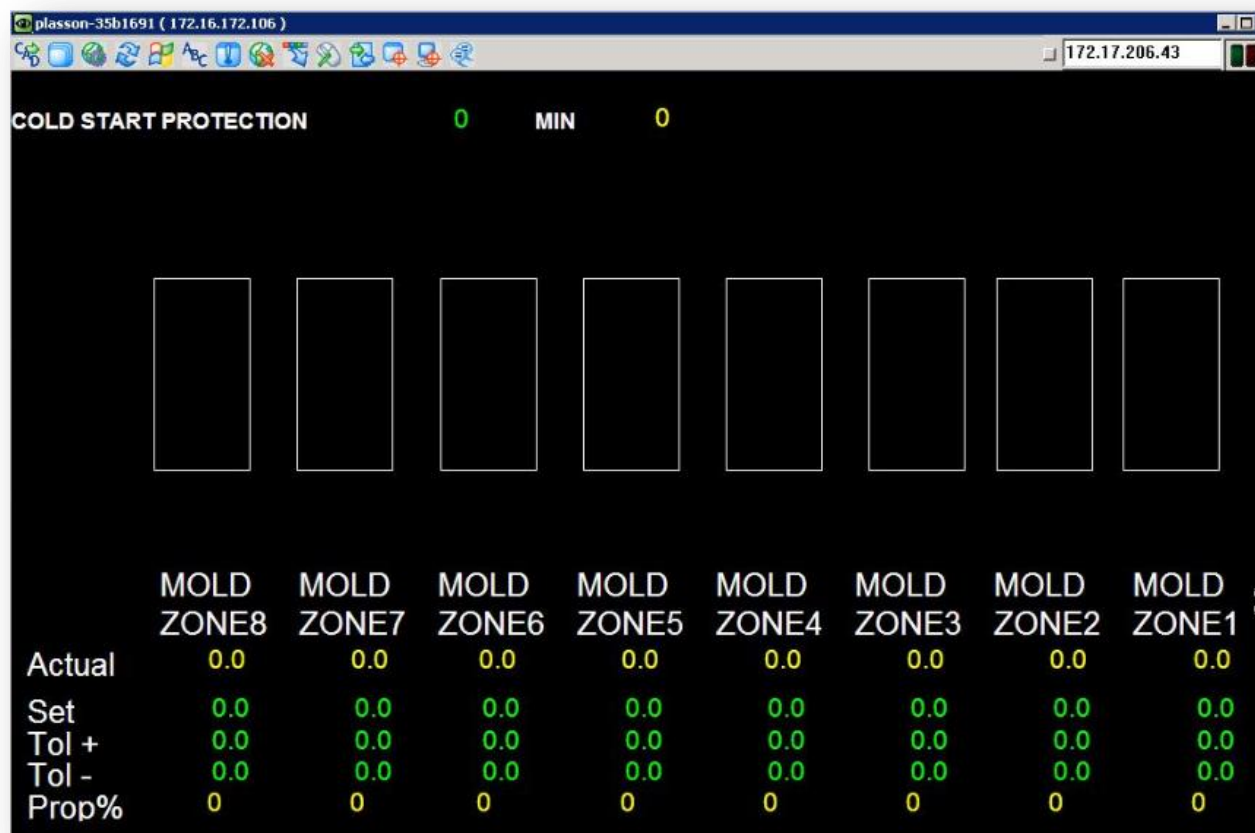 plasson-35b1691 ( 172.16.172.106 )
172.17.206.43
COLD START PROTECTION 0 MIN 0
MOLD MOLD MOLD MOLD MOLD MOLD MOLD MOLD
ZONE8 ZONE7 ZONE6 ZONE5 ZONE4 ZONE3 ZONE2 ZONE1
Actual 0.0 0.0 0.0 0.0 0.0 0.0 0.0 0.0
Set 0.0 0.0 0.0 0.0 0.0 0.0 0.0 0.0
Tol + 0.0 0.0 0.0 0.0 0.0 0.0 0.0 0.0
Tol - 0.0 0.0 0.0 0.0 0.0 0.0 0.0 0.0
Prop% 0 0 0 0 0 0 0 0